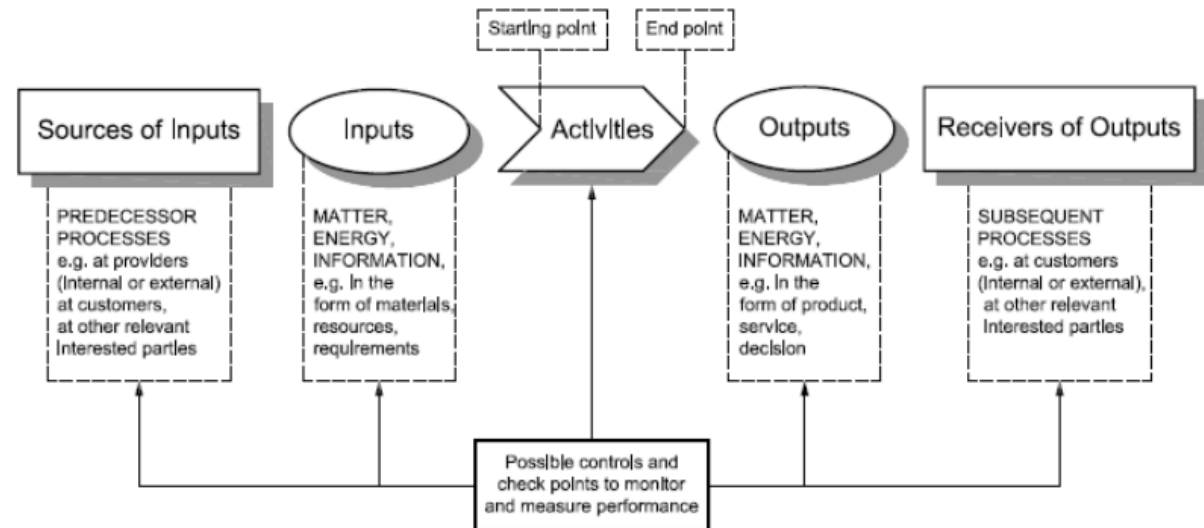 Starting point
End point
Sources of Inputs
Inputs
Activities
Outputs
Receivers of Outputs
PREDECESSOR
PROCESSES
e.g. at providers
(Internal or external)
at customers,
at other relevant
Interested parties
MATTER,
ENERGY,
INFORMATION,
e.g. In the
form of materials,
resources,
requirements
MATTER,
ENERGY,
INFORMATION,
e.g. In the
form of product,
service,
decision
SUBSEQUENT
PROCESSES
e.g. at customers
(Internal or external),
at other relevant
Interested parties
Possible controls and
check points to monitor
and measure performance